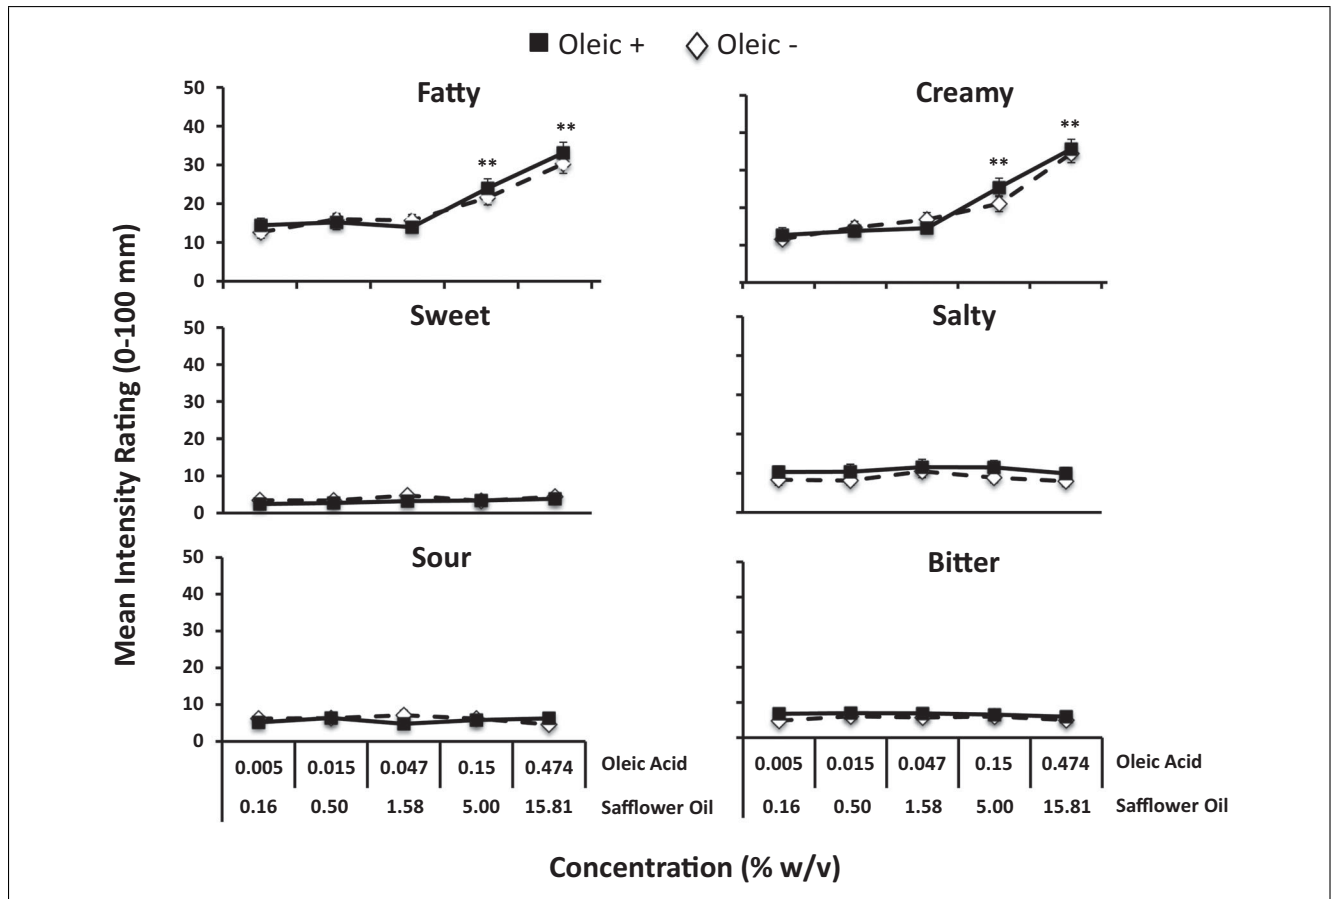 Oleic + Oleic -
Fatty Creamy
50
40
30
20
10
0
** **
** **
Sweet Salty
50
40
30
20
10
0
Sour Bitter
50
40
30
20
10
0
Mean Intensity Rating (0-100 mm)
0.005 0.015 0.047 0.15 0.474 Oleic Acid 0.005 0.015 0.047 0.15 0.474 Oleic Acid
0.16 0.50 1.58 5.00 15.81 Safflower Oil 0.16 0.50 1.58 5.00 15.81 Safflower Oil
Concentration (% w/v)